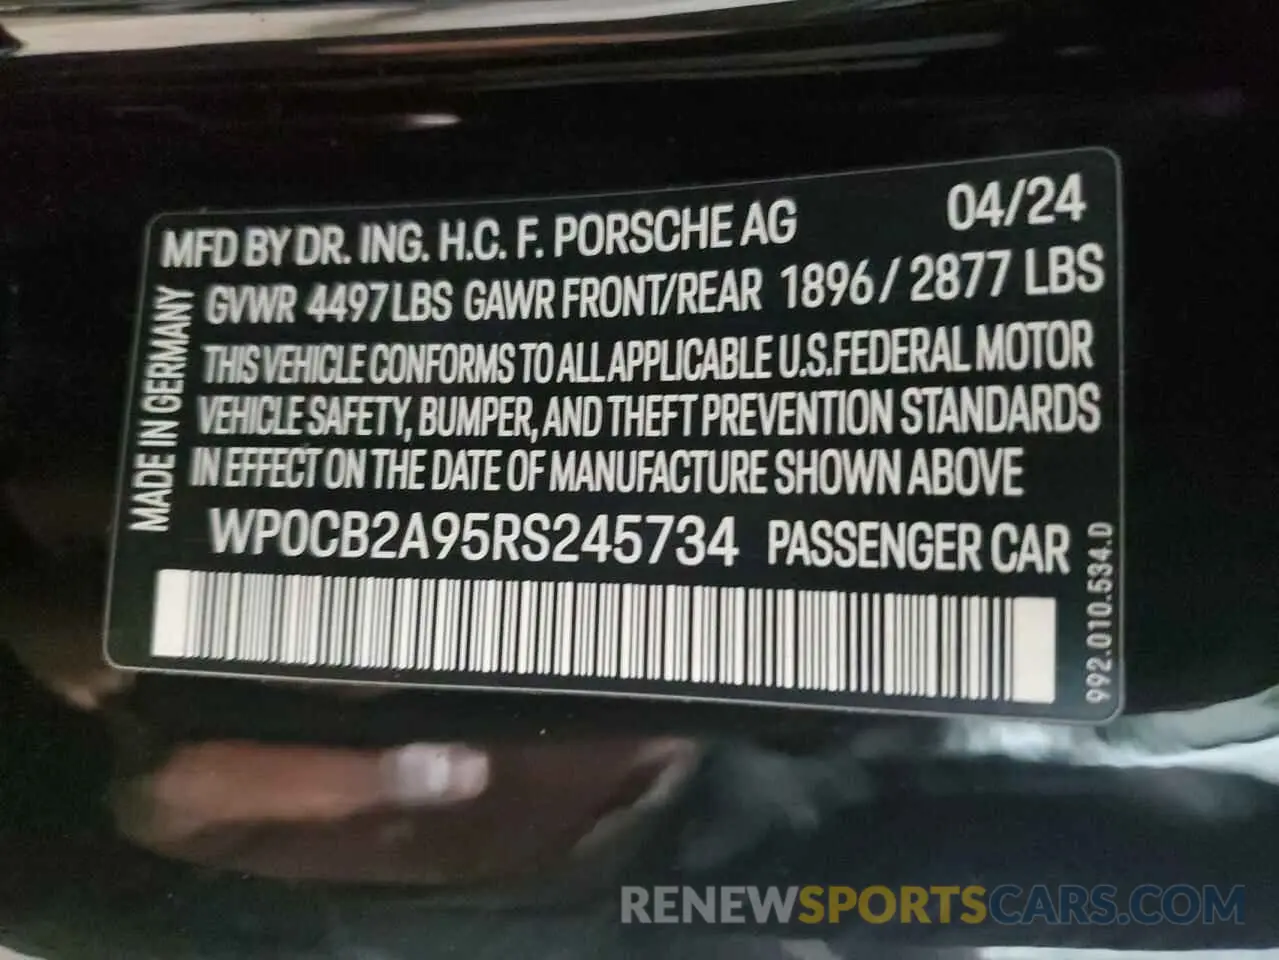 MFD BY DR. ING. H.C. F. PORSCHE AG 04/24
GVWR 4497 LBS GAWR FRONT/REAR 1896 / 2877 LBS
THIS VEHICLE CONFORMS TO ALL APPLICABLE U.S.FEDERAL MOTOR
VEHICLE SAFETY, BUMPER, AND THEFT PREVENTION STANDARDS
IN EFFECT ON THE DATE OF MANUFACTURE SHOWN ABOVE
WP0CB2A95RS245734 PASSENGER CAR
MADE IN GERMANY
992.010.534.D
RENEWSPORTSCARS.COM